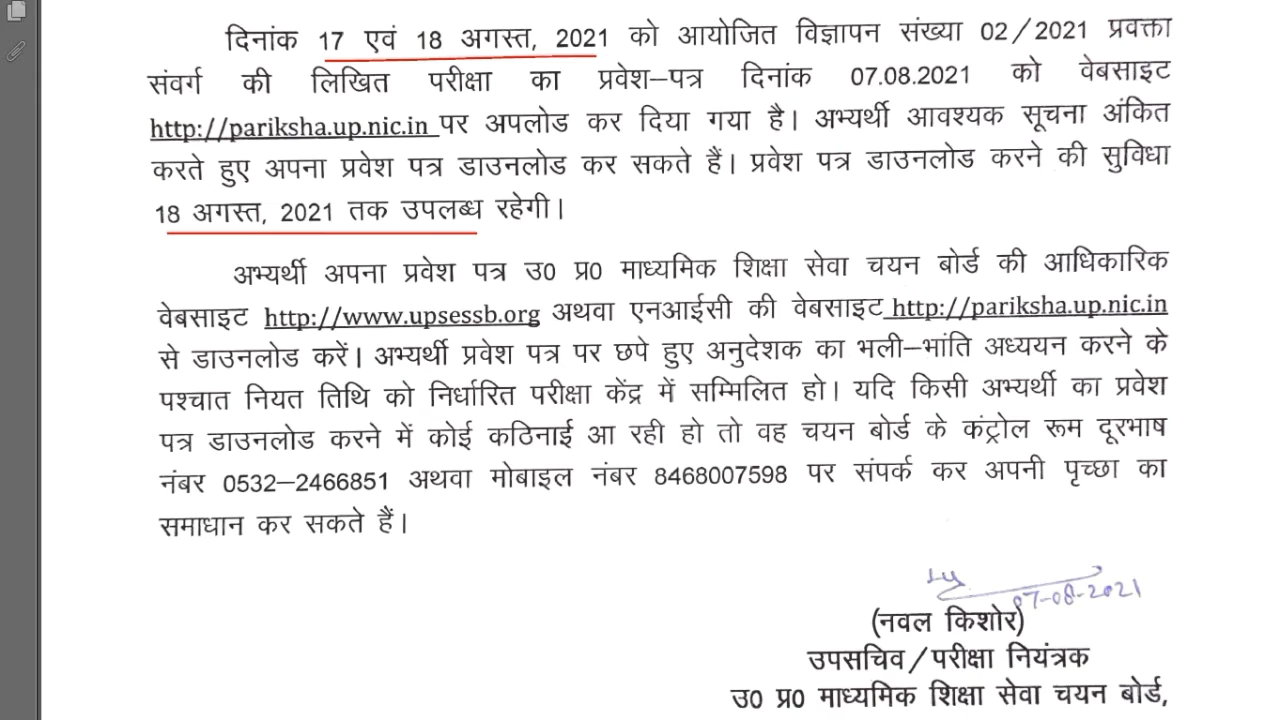 दिनांक 17 एवं 18 अगस्त, 2021 को आयोजित विज्ञापन संख्या 02/2021 प्रवक्ता
संवर्ग की लिखित परीक्षा का प्रवेश–पत्र दिनांक 07.08.2021 को वेबसाइट
http://pariksha.up.nic.in पर अपलोड कर दिया गया है। अभ्यर्थी आवश्यक सूचना अंकित
करते हुए अपना प्रवेश पत्र डाउनलोड कर सकते हैं। प्रवेश पत्र डाउनलोड करने की सुविधा
18 अगस्त, 2021 तक उपलब्ध रहेगी।
अभ्यर्थी अपना प्रवेश पत्र उ0 प्र0 माध्यमिक शिक्षा सेवा चयन बोर्ड की आधिकारिक
वेबसाइट http://www.upsessb.org अथवा एनआईसी की वेबसाइट http://pariksha.up.nic.in
से डाउनलोड करें। अभ्यर्थी प्रवेश पत्र पर छपे हुए अनुदेशक का भली–भांति अध्ययन करने के
पश्चात नियत तिथि को निर्धारित परीक्षा केंद्र में सम्मिलित हो। यदि किसी अभ्यर्थी का प्रवेश
पत्र डाउनलोड करने में कोई कठिनाई आ रही हो तो वह चयन बोर्ड के कंट्रोल रूम दूरभाष
नंबर 0532–2466851 अथवा मोबाइल नंबर 8468007598 पर संपर्क कर अपनी पृच्छा का
समाधान कर सकते हैं।
07-08-2021
(नवल किशोर)
उपसचिव/परीक्षा नियंत्रक
उ0 प्र0 माध्यमिक शिक्षा सेवा चयन बोर्ड,